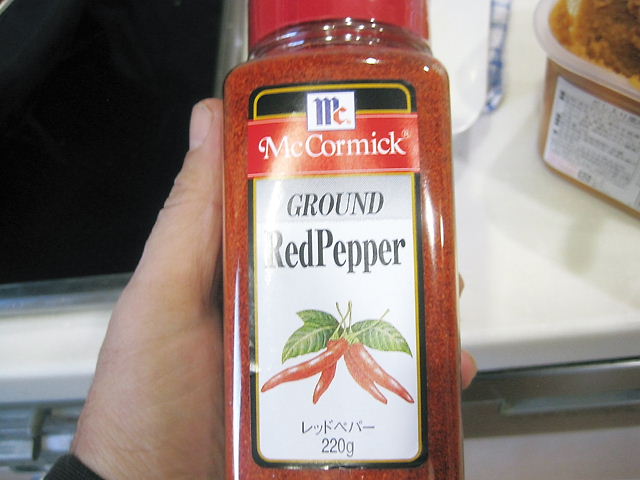 Mc®
McCormick®
GROUND
RedPepper
レッドペパー
220g